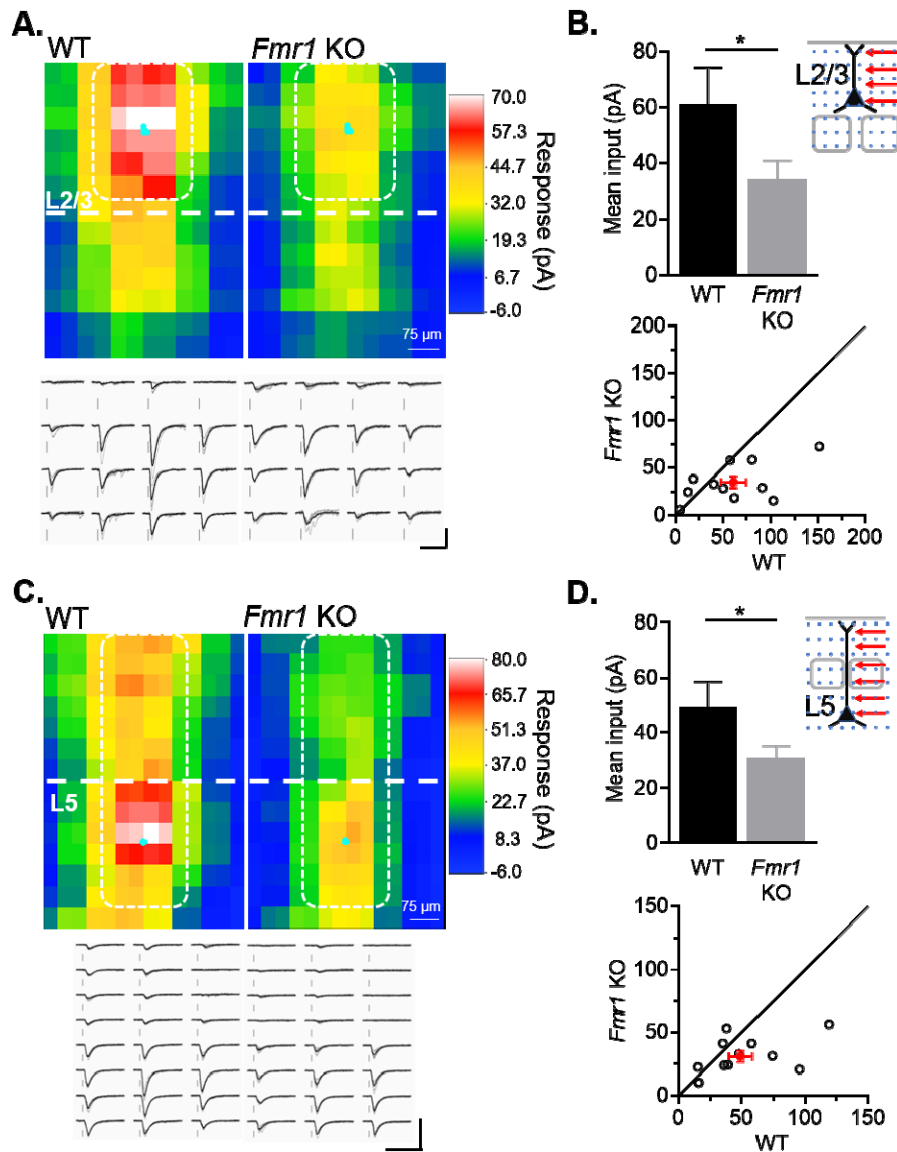 A.
WT
Fmr1 KO
L2/3
75 µm
70.0
57.3
44.7
32.0
19.3
6.7
-6.0
Response (pA)
B.
Mean input (pA)
80
60
40
20
0
*
WT
Fmr1
KO
L2/3
Fmr1 KO
200
150
100
50
0
0
50
100
150
200
WT
C.
WT
Fmr1 KO
L5
75 µm
80.0
65.7
51.3
37.0
22.7
8.3
-6.0
Response (pA)
D.
Mean input (pA)
80
60
40
20
0
*
WT
Fmr1
KO
L5
Fmr1 KO
150
100
50
0
0
50
100
150
WT